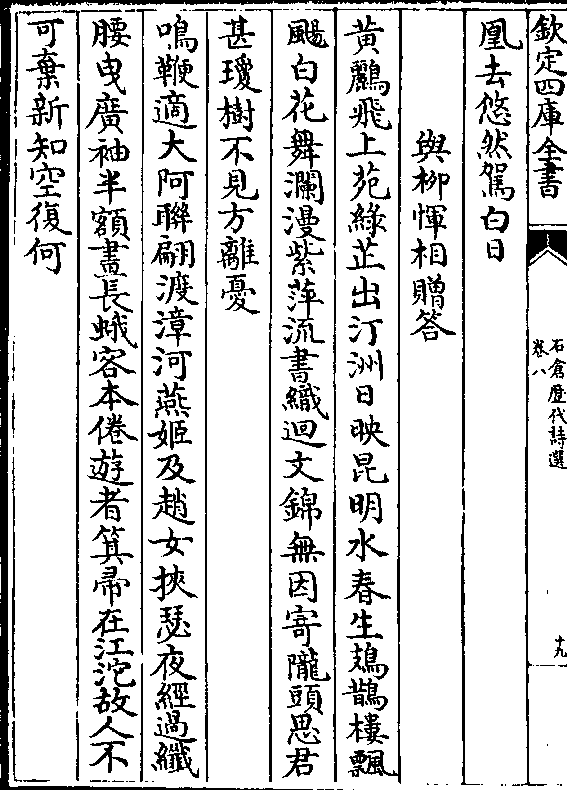 欽定四庫全書
石倉歷代詩選
卷八
十九
凰去悠然駕白日
與柳惲相贈答
黃鸝飛上苑綠芷出汀洲日映昆明水春生鳷鵲樓飄
颺白花舞瀾漫紫萍流書織迴文錦無因寄隴頭思君
甚瓊樹不見方離憂
鳴鞭適大阿聯翩渡漳河燕姬及趙女挾瑟夜經過纖
腰曳廣袖半額畫長蛾客本倦遊者箕帚在江沱故人不
可棄新知空復何